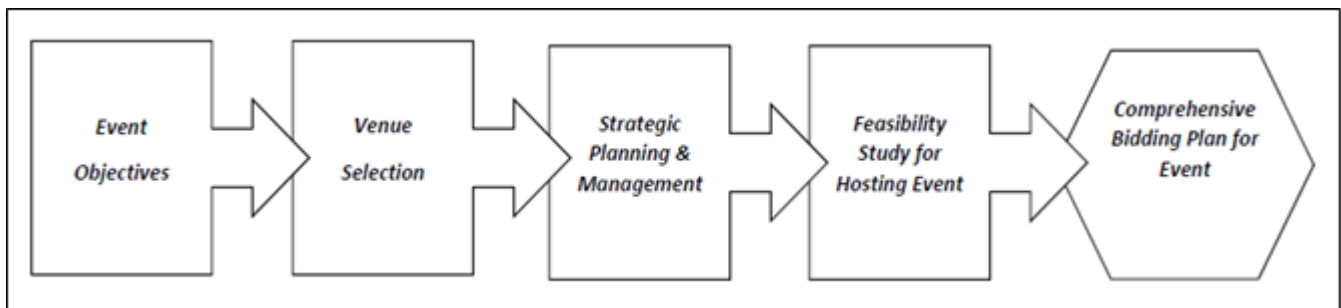 Event
Objectives
Venue
Selection
Strategic
Planning &
Management
Feasibility
Study for
Hosting Event
Comprehensive
Bidding Plan for
Event